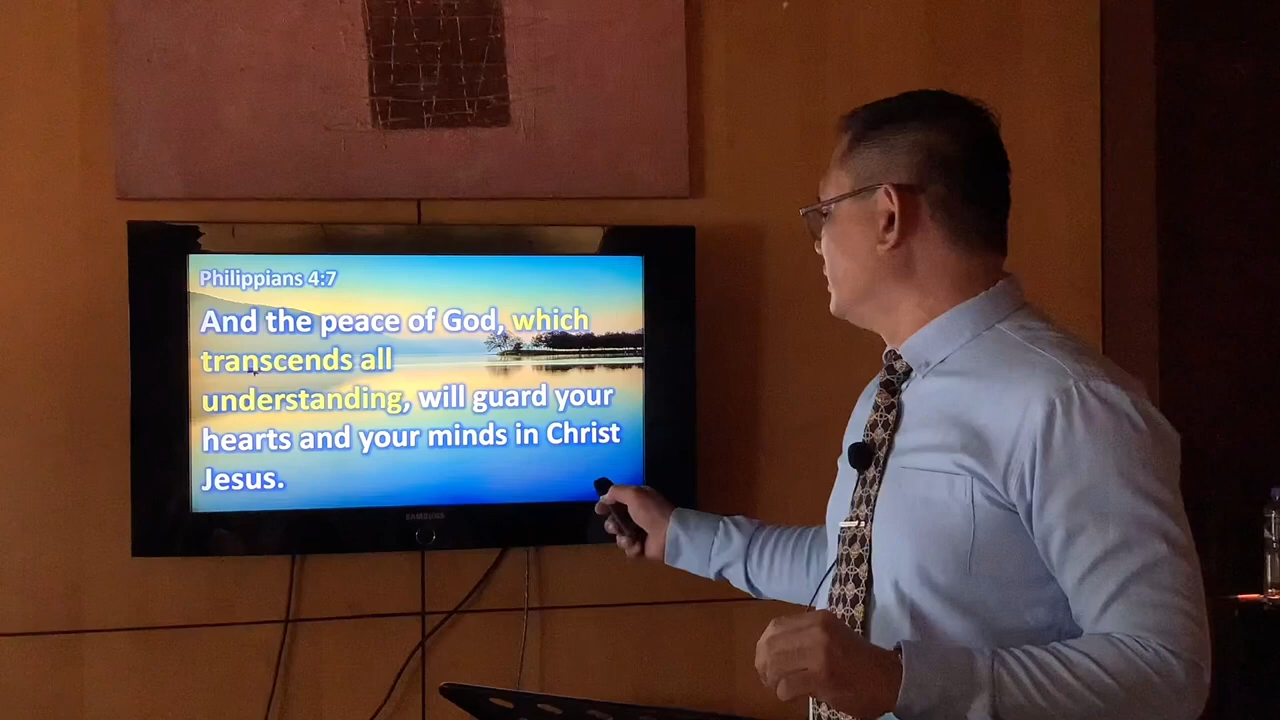 Philippians 4:7
And the peace of God, which
transcends all
understanding, will guard your
hearts and your minds in Christ
Jesus.
SAMSUNG